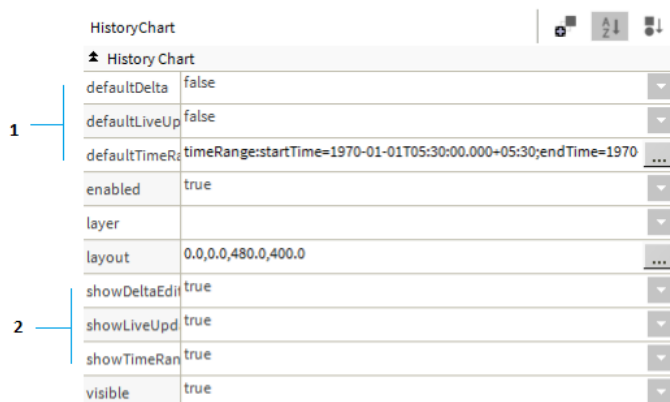 HistoryChart
History Chart
defaultDelta false
1
defaultLiveUp false
defaultTimeRa timeRange:startTime=1970-01-01T05:30:00.000+05:30;endTime=1970- ...
enabled true
layer
layout 0.0,0.0,480.0,400.0 ...
showDeltaEdit true
2
showLiveUpd true
showTimeRan true
visible true